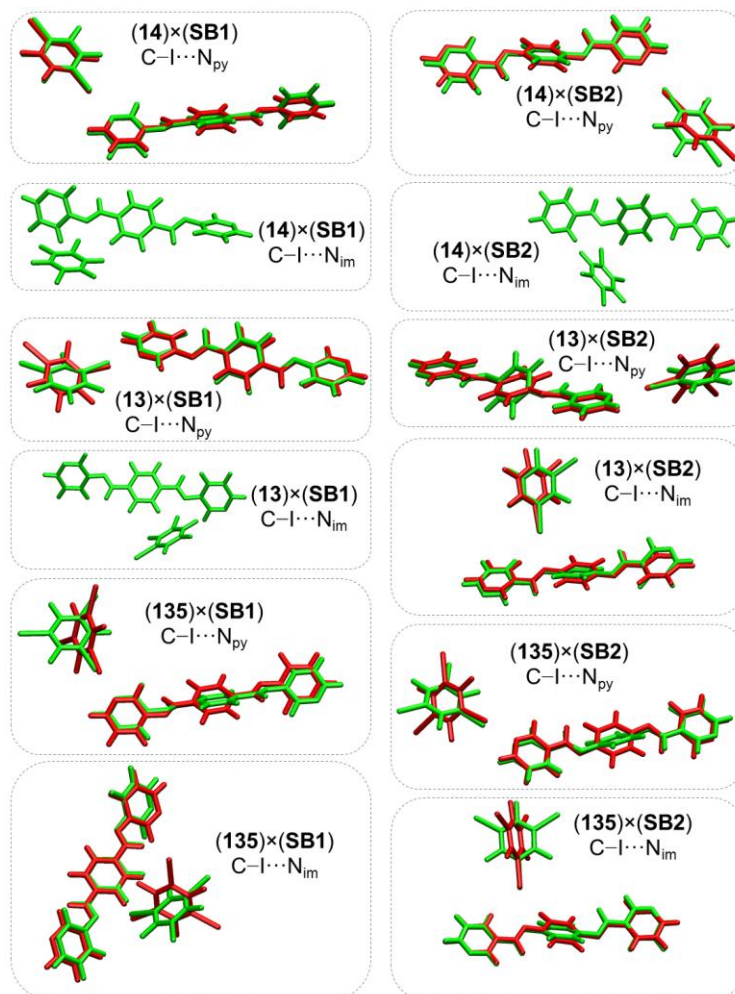 (14)×(SB1)
C–I···Npy
(14)×(SB2)
C–I···Npy
(14)×(SB1)
C–I···Nim
(14)×(SB2)
C–I···Nim
(13)×(SB1)
C–I···Npy
(13)×(SB2)
C–I···Npy
(13)×(SB1)
C–I···Nim
(13)×(SB2)
C–I···Nim
(135)×(SB1)
C–I···Npy
(135)×(SB2)
C–I···Npy
(135)×(SB1)
C–I···Nim
(135)×(SB2)
C–I···Nim